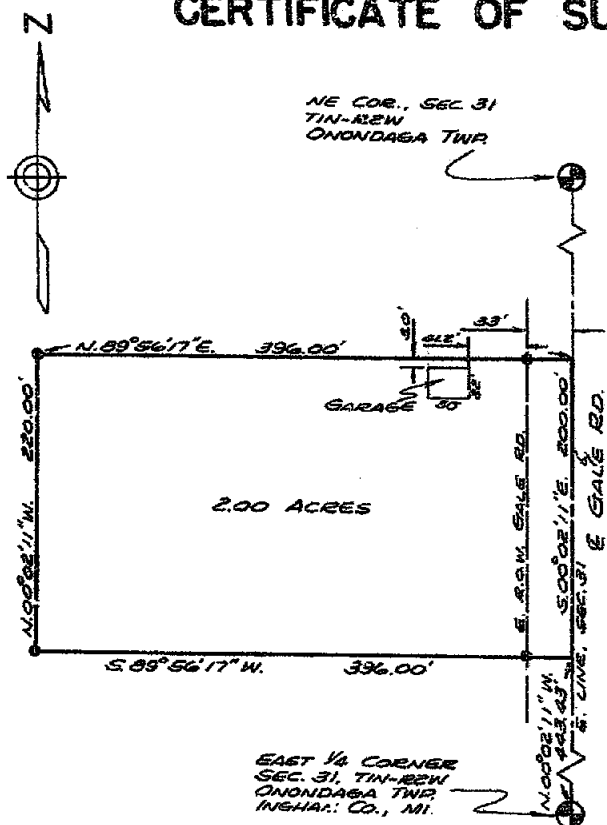 CERTIFICATE OF SU
N
NE COR., SEC 31
T1N-R2W
ONONDAGA TWP.
33'
N. 89°56'17"E. 396.00'
GARAGE
N.00°02'11"W. 220.00'
2.00 ACRES
R.O.W. GALE RD.
S.00°02'11"E. 200.00'
GALE RD.
LINE, SEC. 31
S. 89°56'17" W. 396.00'
N.00°02'11"W.
443.43'
EAST 1/4 CORNER
SEC. 31, T1N-R2W
ONONDAGA TWP.
INGHAM CO., MI.